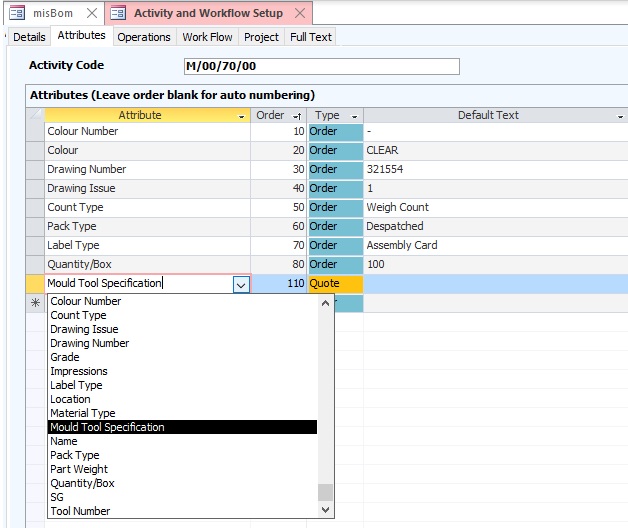 misBom Activity and Workflow Setup
Details Attributes Operations Work Flow Project Full Text
Activity Code M/00/70/00
Attributes (Leave order blank for auto numbering)
Attribute Order Type Default Text
Colour Number 10 Order -
Colour 20 Order CLEAR
Drawing Number 30 Order 321554
Drawing Issue 40 Order 1
Count Type 50 Order Weigh Count
Pack Type 60 Order Despatched
Label Type 70 Order Assembly Card
Quantity/Box 80 Order 100
Mould Tool Specification 110 Quote
Colour Number
Count Type
Drawing Issue
Drawing Number
Grade
Impressions
Label Type
Location
Material Type
Mould Tool Specification
Name
Pack Type
Part Weight
Quantity/Box
SG
Tool Number